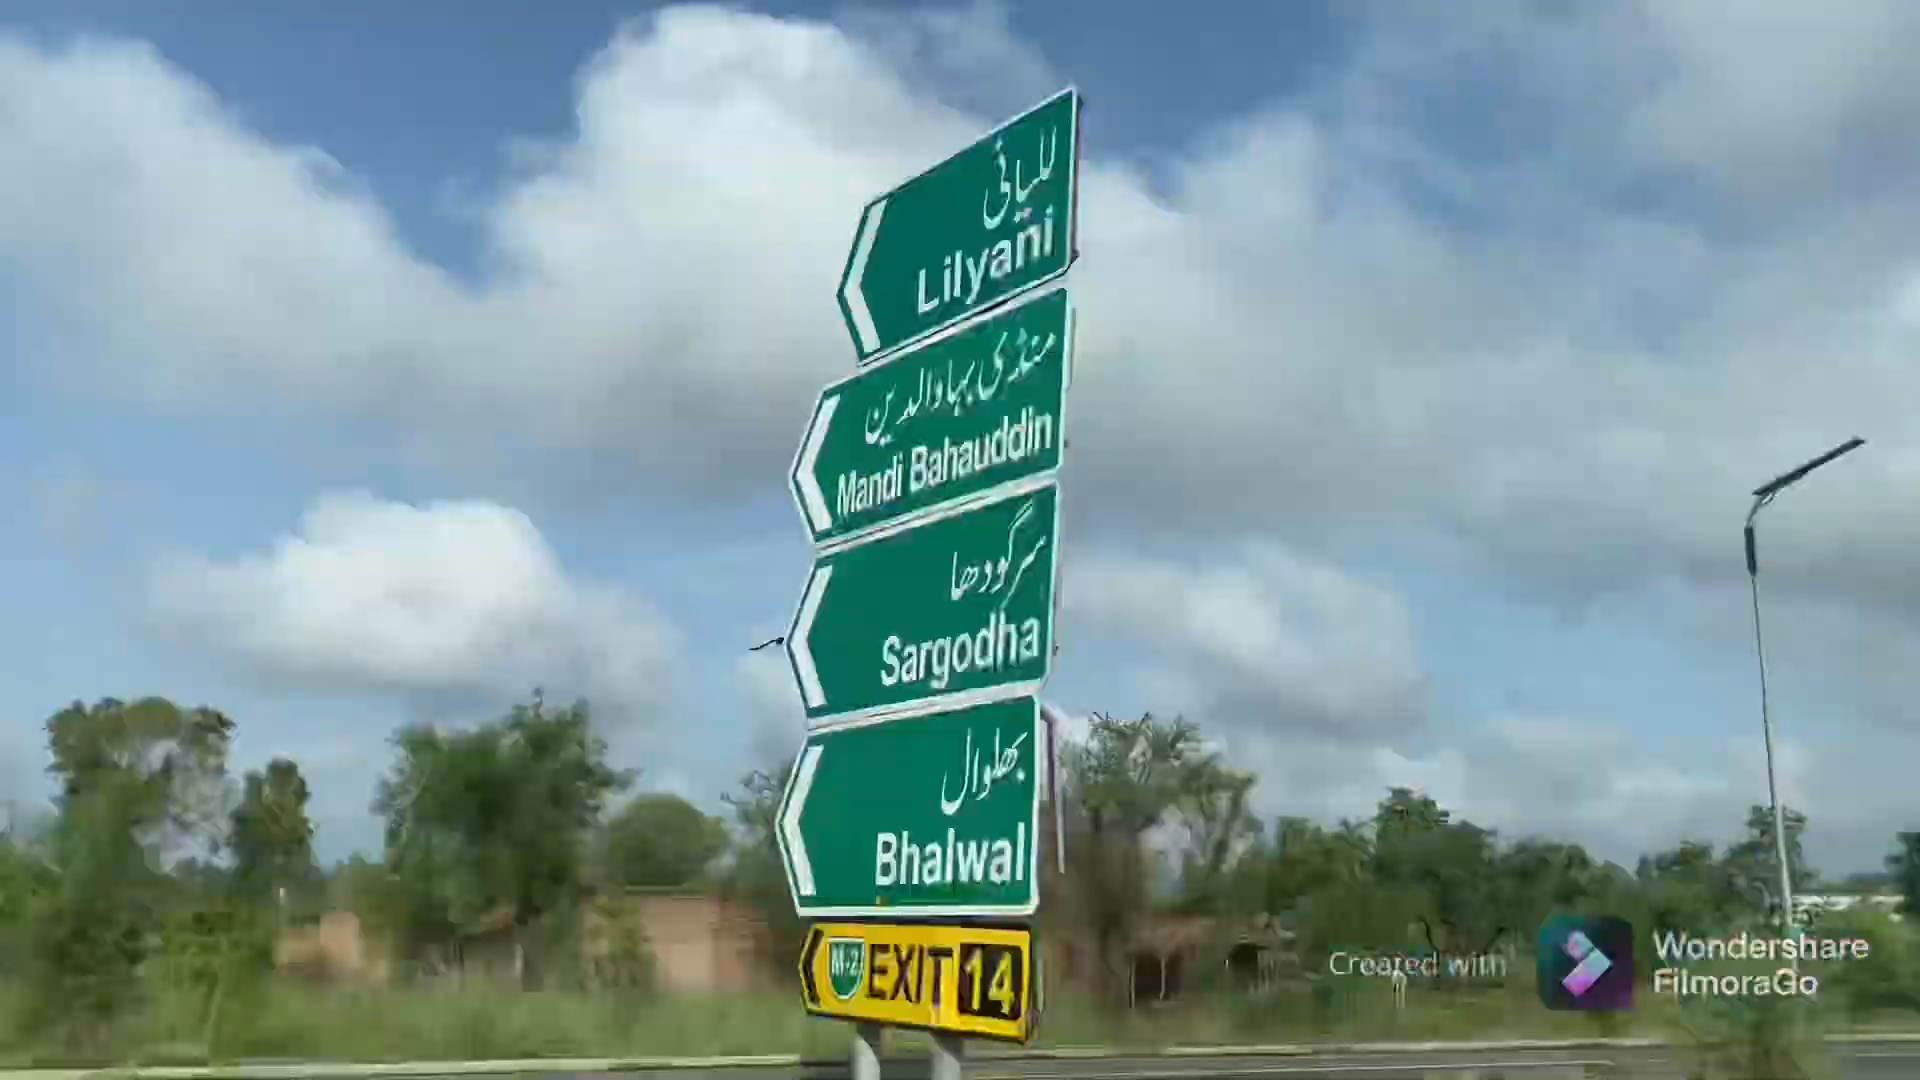 للیانی
Lilyani
منڈی بہاوالدین
Mandi Bahauddin
سرگودھا
Sargodha
بھلوال
Bhalwal
M-2 EXIT 14
Created with Wondershare FilmoraGo